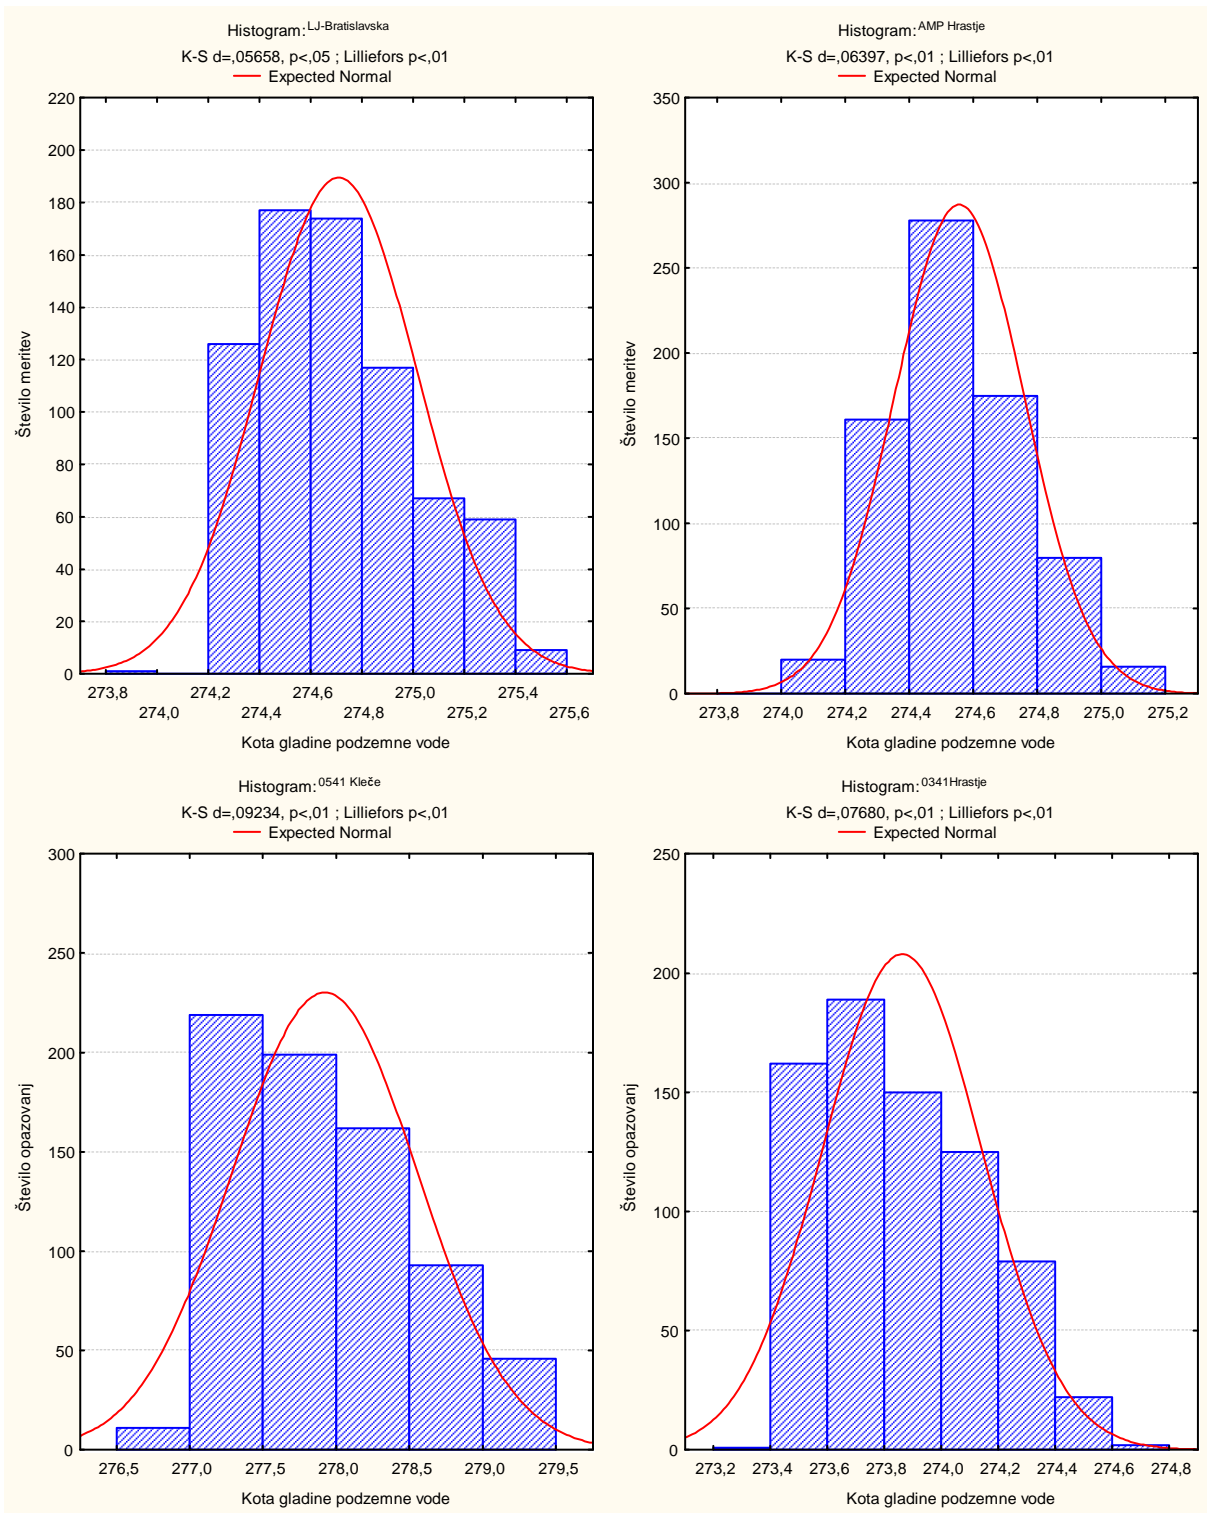 Histogram: LJ-Bratislavska
K-S d=,05658, p<,05 ; Lilliefors p<,01
Expected Normal
220
200
180
160
140
120
100
80
60
40
20
0
Število meritev
273,8 274,2 274,6 275,0 275,4
274,0 274,4 274,8 275,2 275,6
Kota gladine podzemne vode
Histogram: AMP Hrastje
K-S d=,06397, p<,01 ; Lilliefors p<,01
Expected Normal
350
300
250
200
150
100
50
0
Število meritev
273,8 274,0 274,2 274,4 274,6 274,8 275,0 275,2
Kota gladine podzemne vode
Histogram: 0541 Kleče
K-S d=,09234, p<,01 ; Lilliefors p<,01
Expected Normal
300
250
200
150
100
50
0
Število opazovanj
276,5 277,0 277,5 278,0 278,5 279,0 279,5
Kota gladine podzemne vode
Histogram: 0341Hrastje
K-S d=,07680, p<,01 ; Lilliefors p<,01
Expected Normal
250
200
150
100
50
0
Število opazovanj
273,2 273,4 273,6 273,8 274,0 274,2 274,4 274,6 274,8
Kota gladine podzemne vode